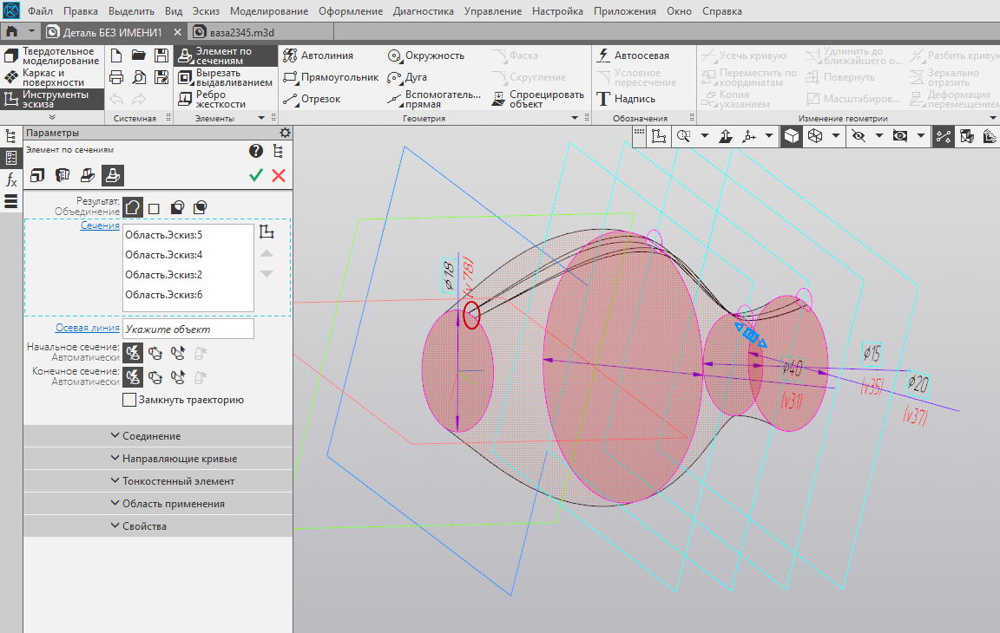 Файл Правка Выделить Вид Эскиз Моделирование Оформление Диагностика Управление Настройка Приложения Окно Справка
Деталь БЕЗ ИМЕНИ1 ваза2345.m3d
Твердотельное
моделирование
Каркас и
поверхности
Инструменты
эскиза
Системная
Элемент по
сечениям
Вырезать
выдавливанием
Ребро
жесткости
Элементы
Автолиния
Прямоугольник
Отрезок
Окружность
Дуга
Вспомогатель...
прямая
Фаска
Скругление
Спроецировать
объект
Геометрия
Автоосевая
Условное
пересечение
Надпись
Обозначения
Усечь кривую
Переместить по
координатам
Копия
указанием
Удлинить до
ближайшего о...
Повернуть
Масштабиров...
Разбить кривую
Зеркально
отразить
Деформация
перемещением
Изменение геометрии
Параметры
Элемент по сечениям
Результат:
Объединение
Сечения
Область.Эскиз:5
Область.Эскиз:4
Область.Эскиз:2
Область.Эскиз:6
Осевая линия
Укажите объект
Начальное сечение:
Автоматически
Конечное сечение:
Автоматически
Замкнуть траекторию
Соединение
Направляющие кривые
Тонкостенный элемент
Область применения
Свойства
⌀18
(v78)
⌀40
(v31)
⌀15
(v35)
⌀20
(v37)